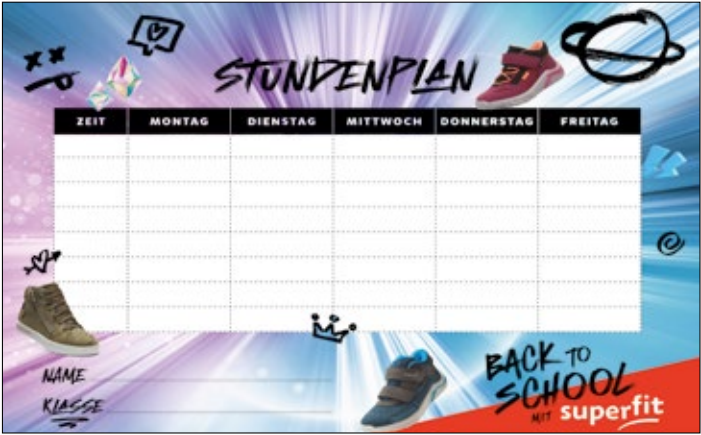 STUNDENPLAN
ZEIT MONTAG DIENSTAG MITTWOCH DONNERSTAG FREITAG
NAME
KLASSE
BACK TO
SCHOOL
MIT superfit